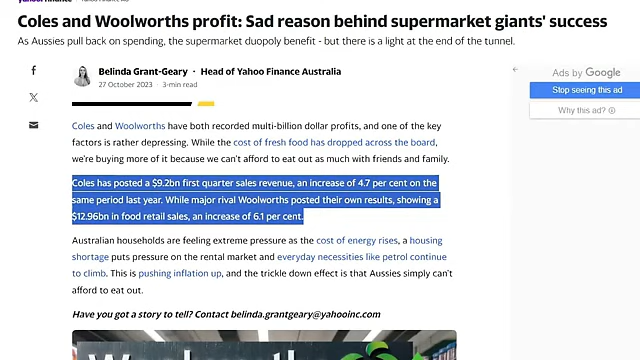 Coles and Woolworths profit: Sad reason behind supermarket giants' success
As Aussies pull back on spending, the supermarket duopoly benefit - but there is a light at the end of the tunnel.
Belinda Grant-Geary · Head of Yahoo Finance Australia
27 October 2023 · 3-min read
Ads by Google
Stop seeing this ad
Why this ad?
Coles and Woolworths have both recorded multi-billion dollar profits, and one of the key
factors is rather depressing. While the cost of fresh food has dropped across the board,
we're buying more of it because we can't afford to eat out as much with friends and family.
Coles has posted a $9.2bn first quarter sales revenue, an increase of 4.7 per cent on the
same period last year. While major rival Woolworths posted their own results, showing a
$12.96bn in food retail sales, an increase of 6.1 per cent.
Australian households are feeling extreme pressure as the cost of energy rises, a housing
shortage puts pressure on the rental market and everyday necessities like petrol continue
to climb. This is pushing inflation up, and the trickle down effect is that Aussies simply can't
afford to eat out.
Have you got a story to tell? Contact belinda.grantgeary@yahooinc.com